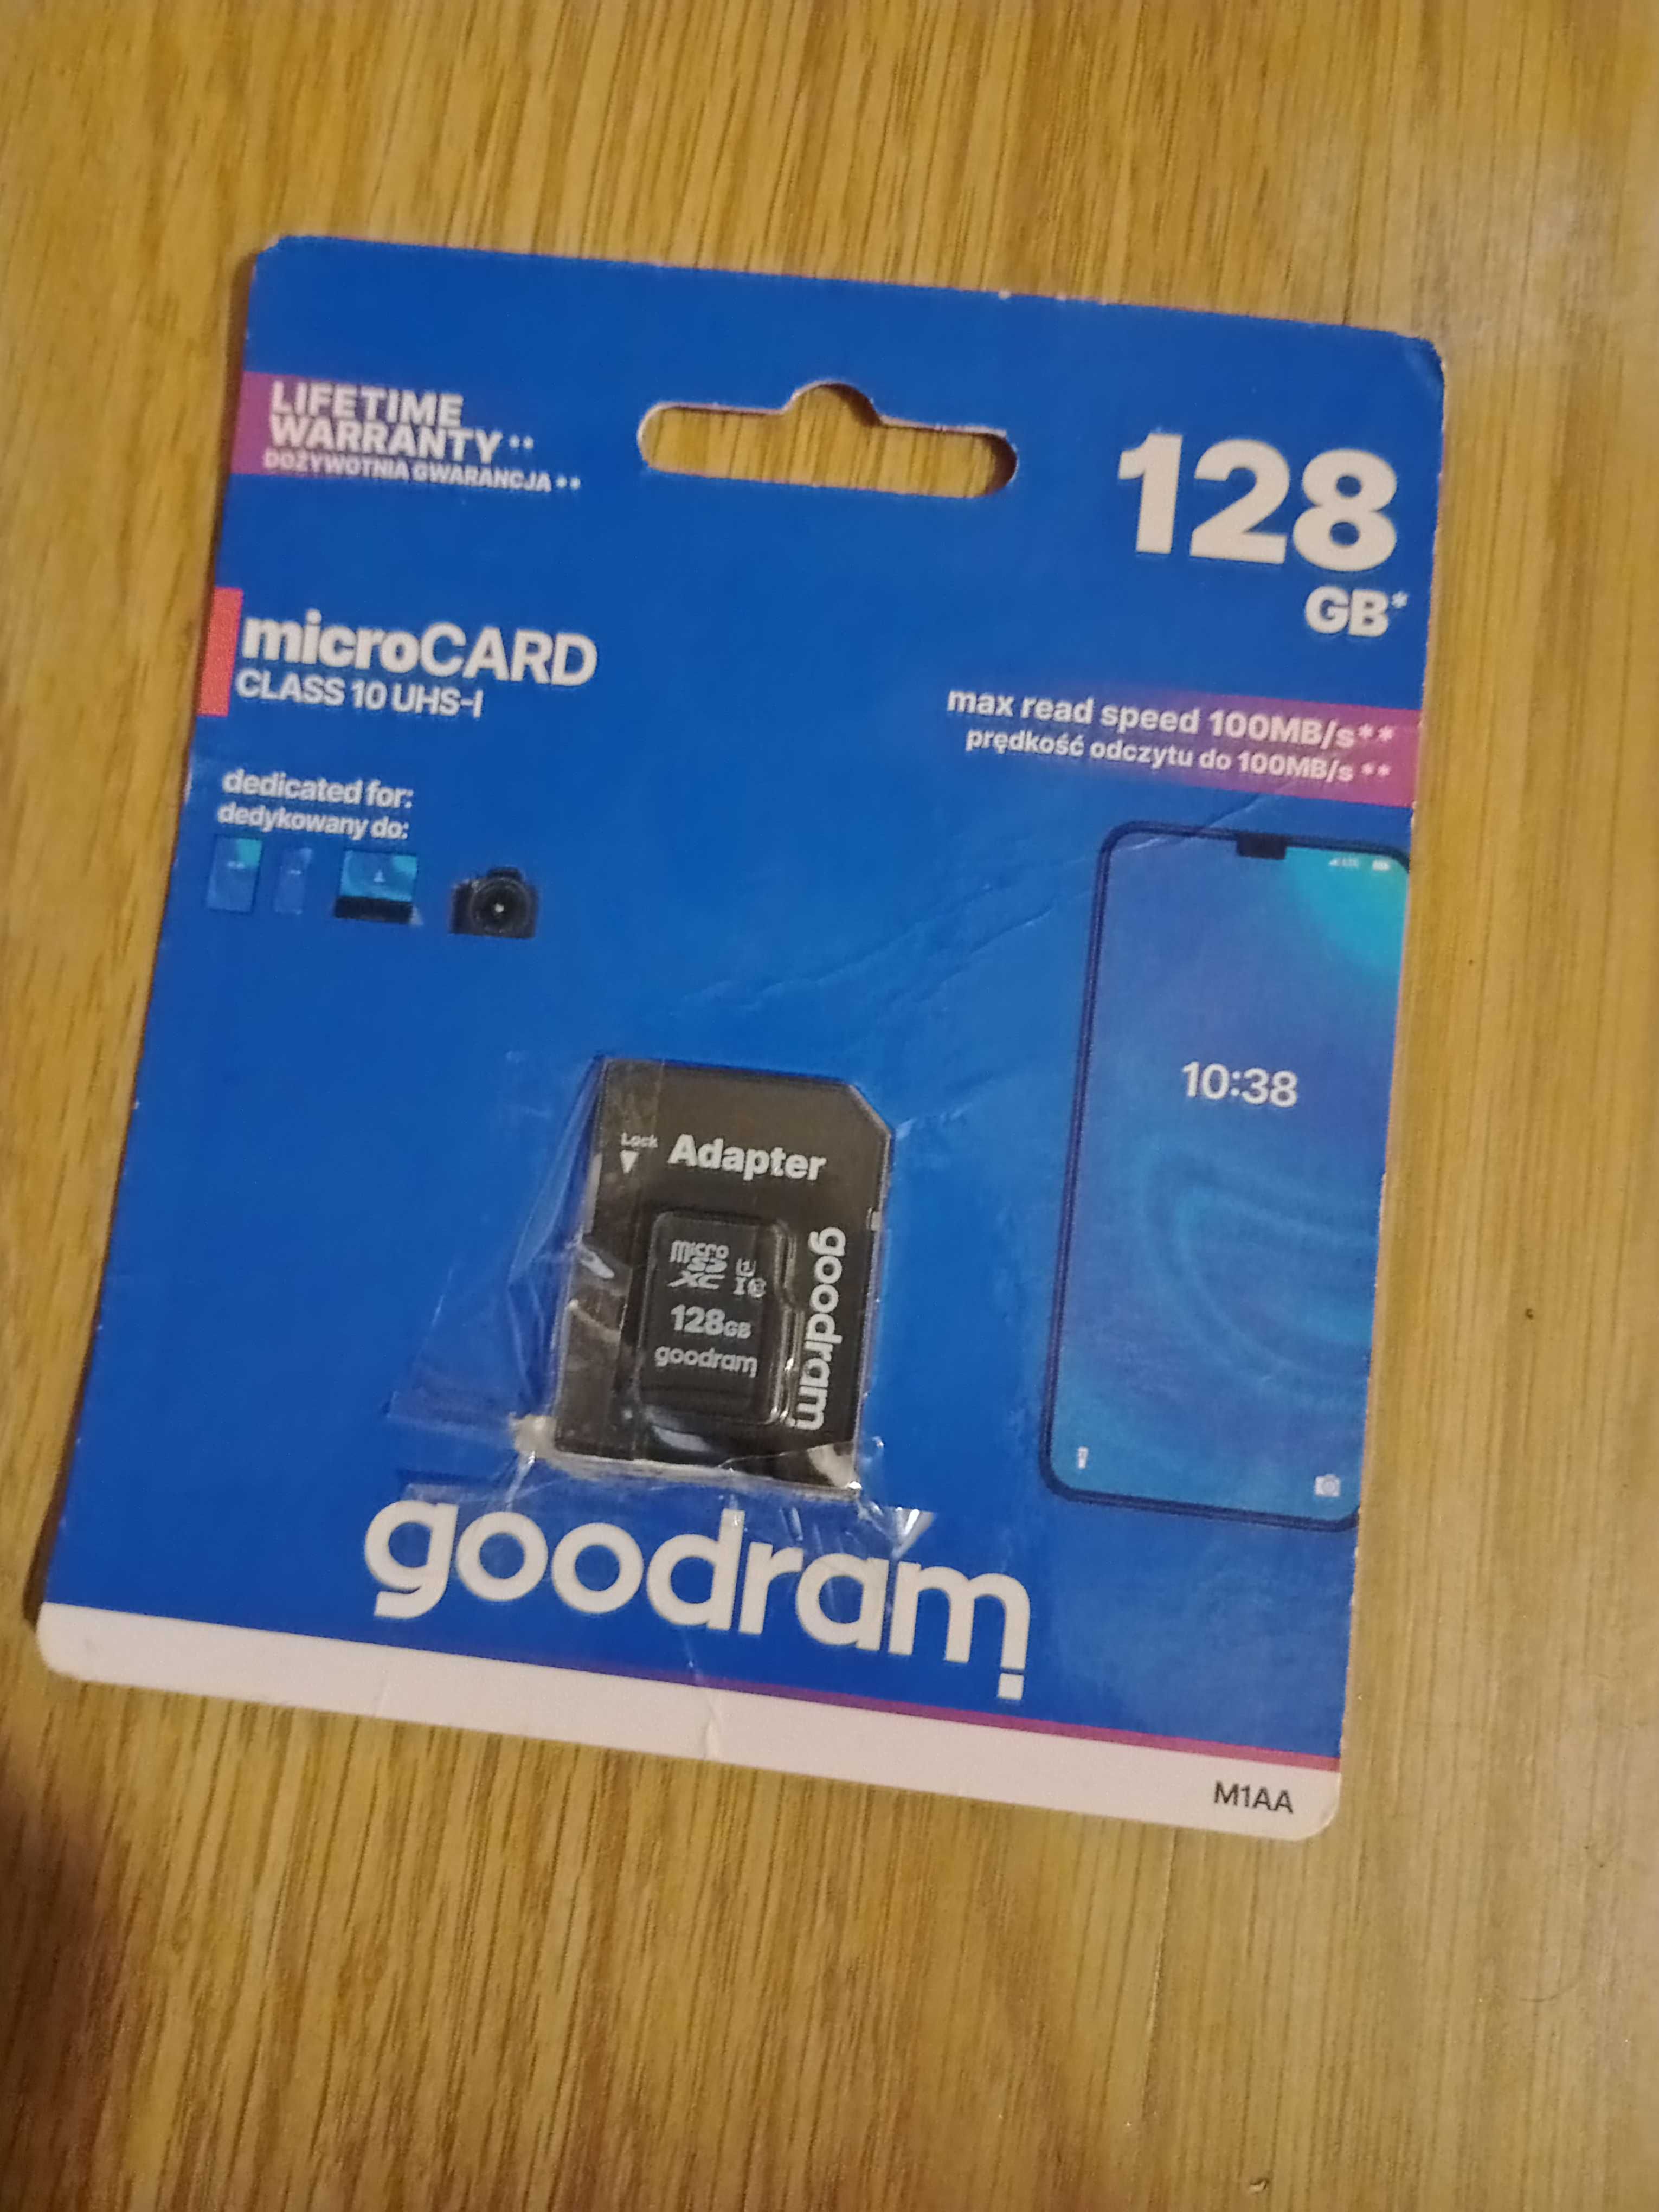 LIFETIME
WARRANTY**
DOŻYWOTNIA GWARANCJA**
128
GB*
microCARD
CLASS 10 UHS-I
max read speed 100MB/s**
prędkość odczytu do 100MB/s**
dedicated for:
dedykowany do:
10:38
Lock
Adapter
micro
SD
XC
I
128GB
goodram
goodram
goodram
M1AA